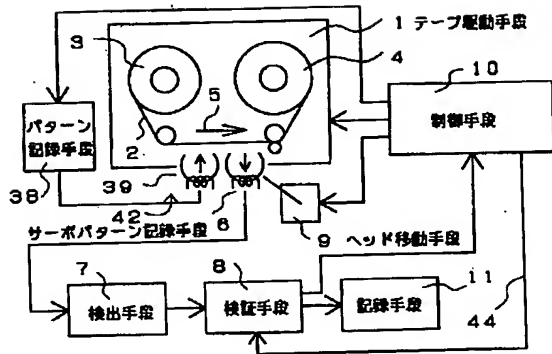 3
4
1 テープ駆動手段
10
5
2
パターン
記録手段
制御手段
38
39
42
6
9
サーボパターン記録手段
ヘッド移動手段
7
8
11
検出手段
検証手段
記録手段
44